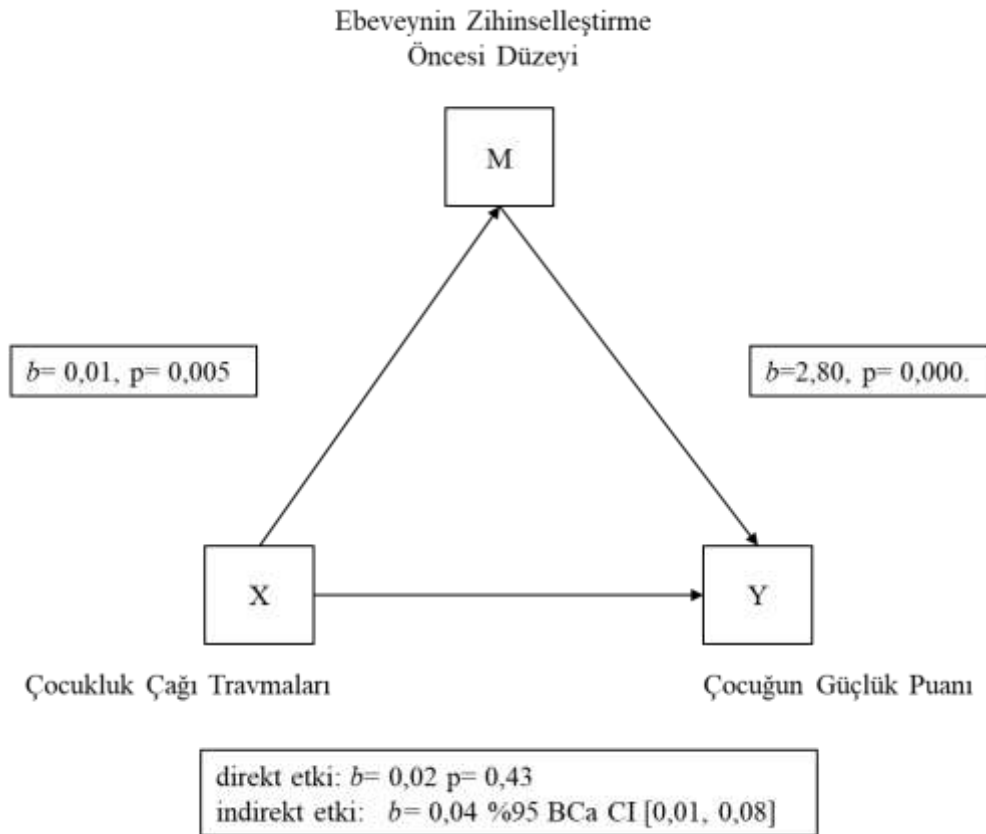 Ebeveynin Zihinselleştirme
Öncesi Düzeyi
M
b= 0,01, p= 0,005
b=2,80, p= 0,000.
X
Y
Çocukluk Çağı Travmaları
Çocuğun Güçlük Puanı
direkt etki: b= 0,02 p= 0,43
indirekt etki: b= 0,04 %95 BCa CI [0,01, 0,08]